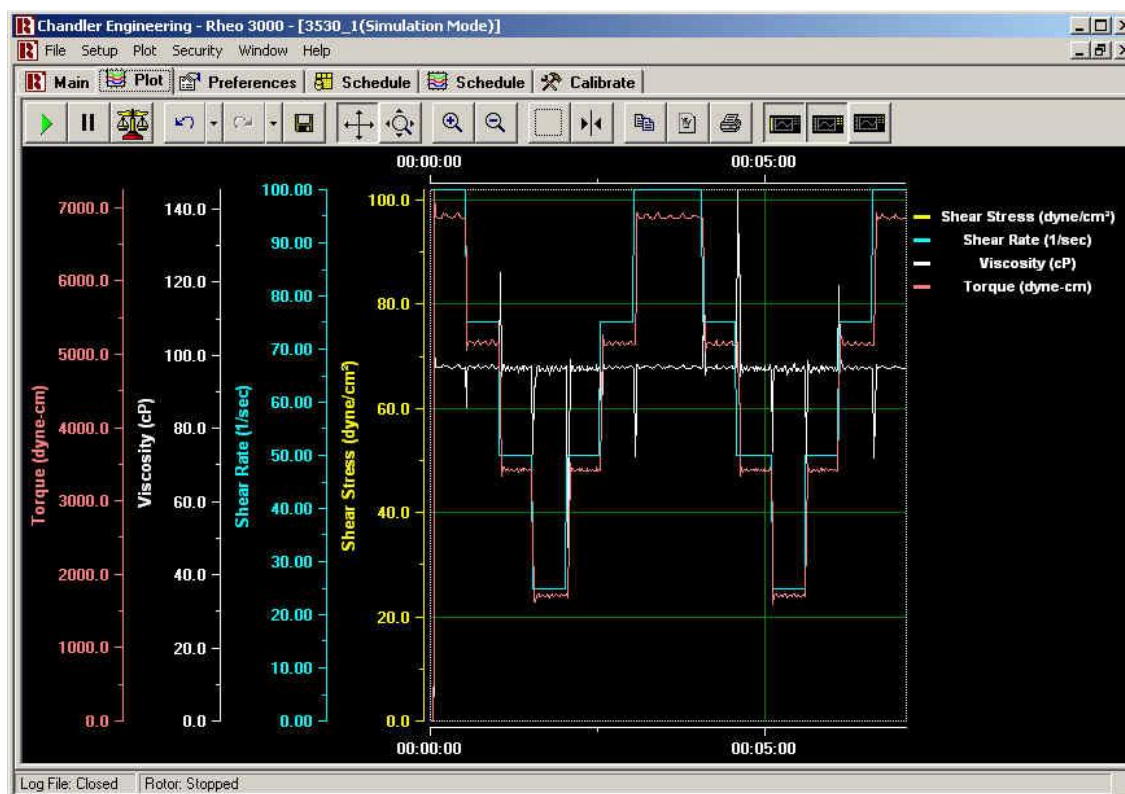 Chandler Engineering - Rheo 3000 - [3530_1(Simulation Mode)]
File Setup Plot Security Window Help
Main Plot Preferences Schedule Schedule Calibrate
00:00:00 00:05:00
7000.0
6000.0
5000.0
4000.0
3000.0
2000.0
1000.0
0.0
Torque (dyne-cm)
140.0
120.0
100.0
80.0
60.0
40.0
20.0
0.0
Viscosity (cP)
100.00
90.00
80.00
70.00
60.00
50.00
40.00
30.00
20.00
10.00
0.00
Shear Rate (1/sec)
100.0
80.0
60.0
40.0
20.0
0.0
Shear Stress (dyne/cm²)
Shear Stress (dyne/cm²)
Shear Rate (1/sec)
Viscosity (cP)
Torque (dyne-cm)
00:00:00 00:05:00
Log File: Closed Rotor: Stopped